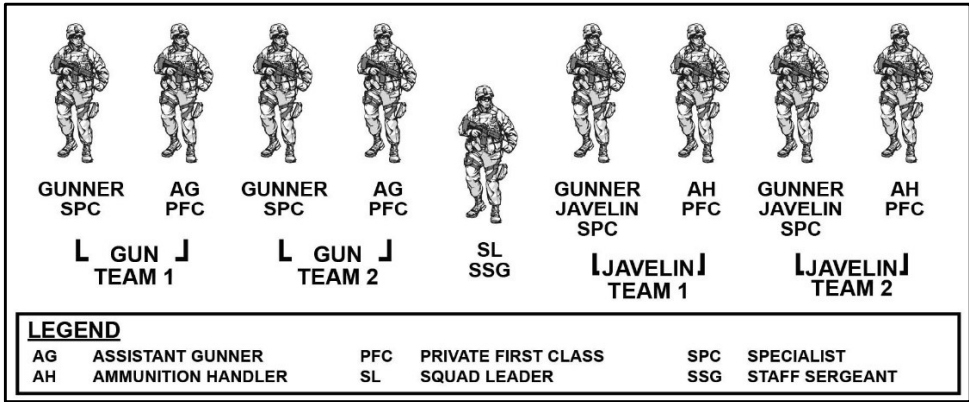 GUNNER
SPC
AG
PFC
GUNNER
SPC
AG
PFC
SL
SSG
GUNNER
JAVELIN
SPC
AH
PFC
GUNNER
JAVELIN
SPC
AH
PFC
GUN
TEAM 1
GUN
TEAM 2
JAVELIN
TEAM 1
JAVELIN
TEAM 2
LEGEND
AG ASSISTANT GUNNER PFC PRIVATE FIRST CLASS SPC SPECIALIST
AH AMMUNITION HANDLER SL SQUAD LEADER SSG STAFF SERGEANT